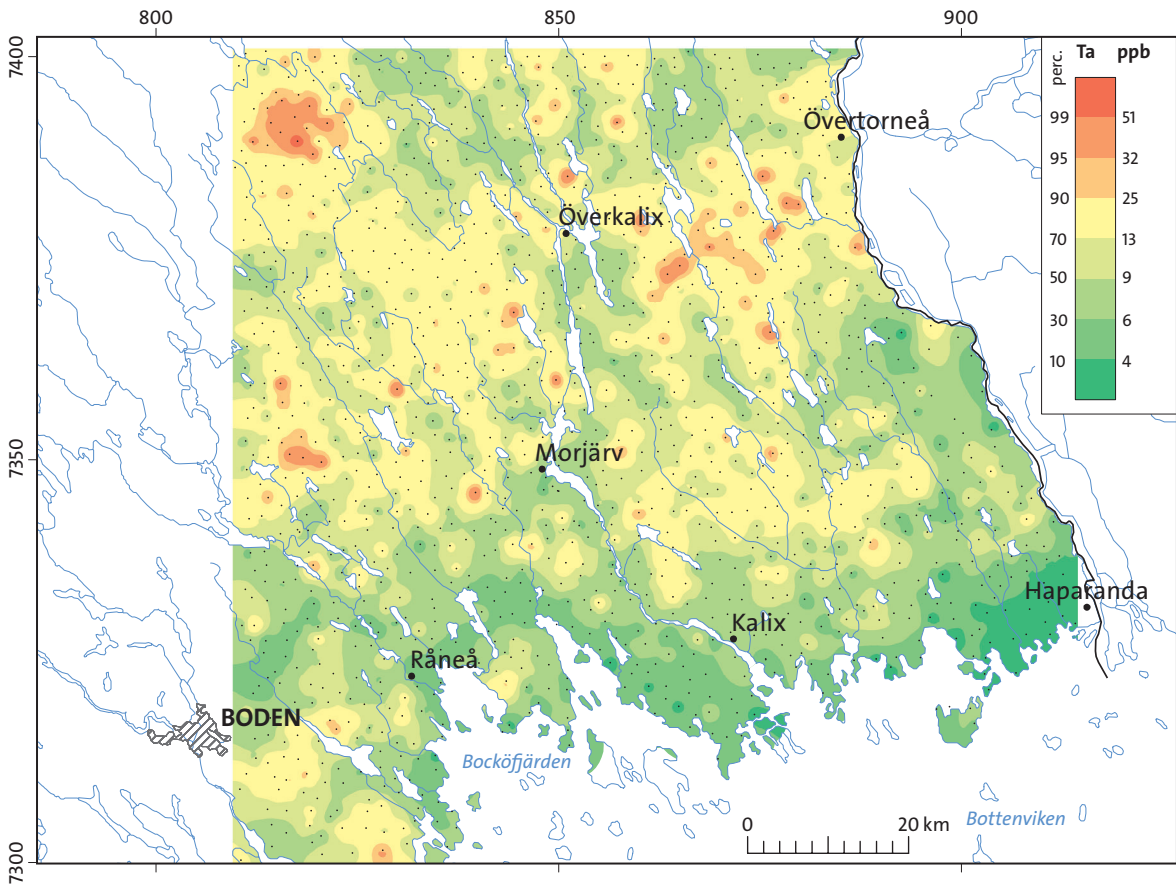 800 850 900
7400
7350
7300
perc. Ta ppb
99 51
95 32
90 25
70 13
50 9
30 6
10 4
Övertorneå
Överkalix
Morjärv
Haparanda
Kalix
Råneå
BODEN
Bocköfjärden
0 20 km
Bottenviken